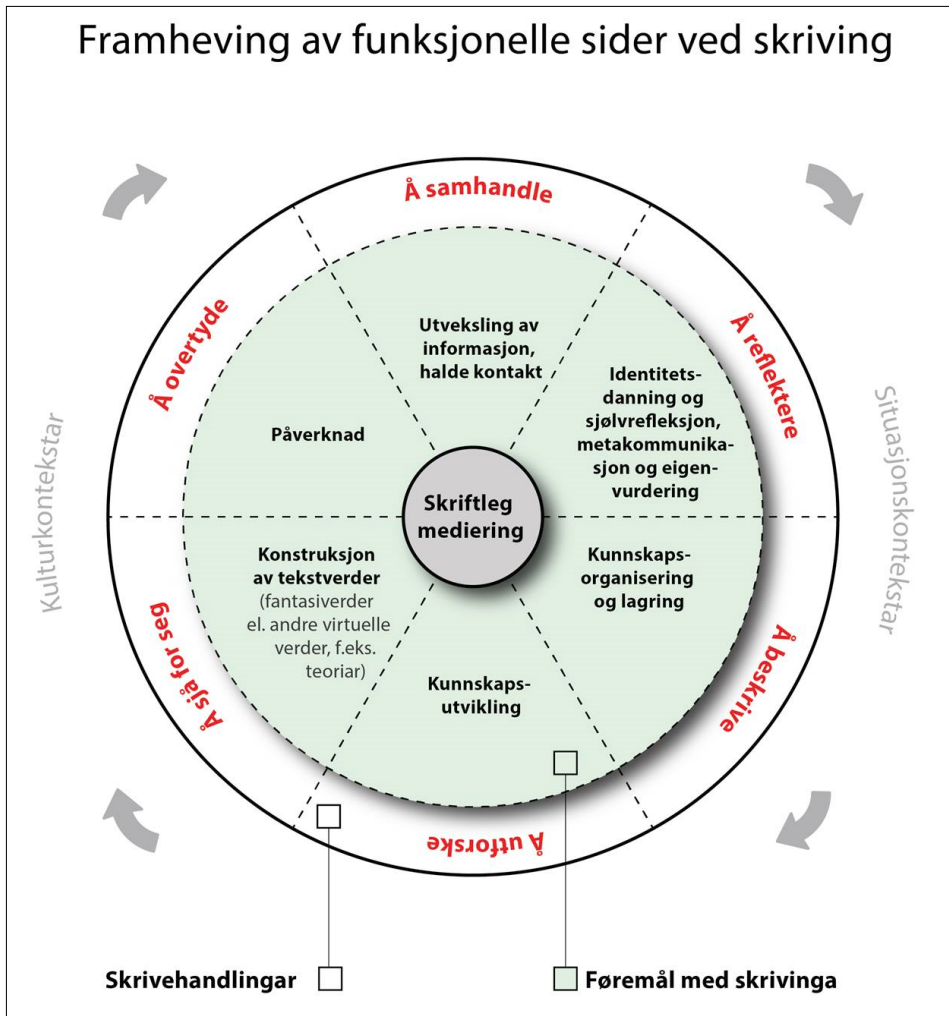 Framheving av funksjonelle sider ved skriving
Å samhandle
Å overtyde
Å reflektere
Utveksling av
informasjon,
halde kontakt
Identitets-
danning og
sjølvrefleksjon,
metakommunika-
sjon og eigen-
vurdering
Påverknad
Kulturkontekstar
Situasjonskontekstar
Skriftleg
mediering
Konstruksjon
av tekstverder
(fantasiverder
el. andre virtuelle
verder, f.eks.
teoriar)
Kunnskaps-
organisering
og lagring
Kunnskaps-
utvikling
Å sjå for seg
Å beskrive
Å utforske
Skrivehandlingar
Føremål med skrivinga